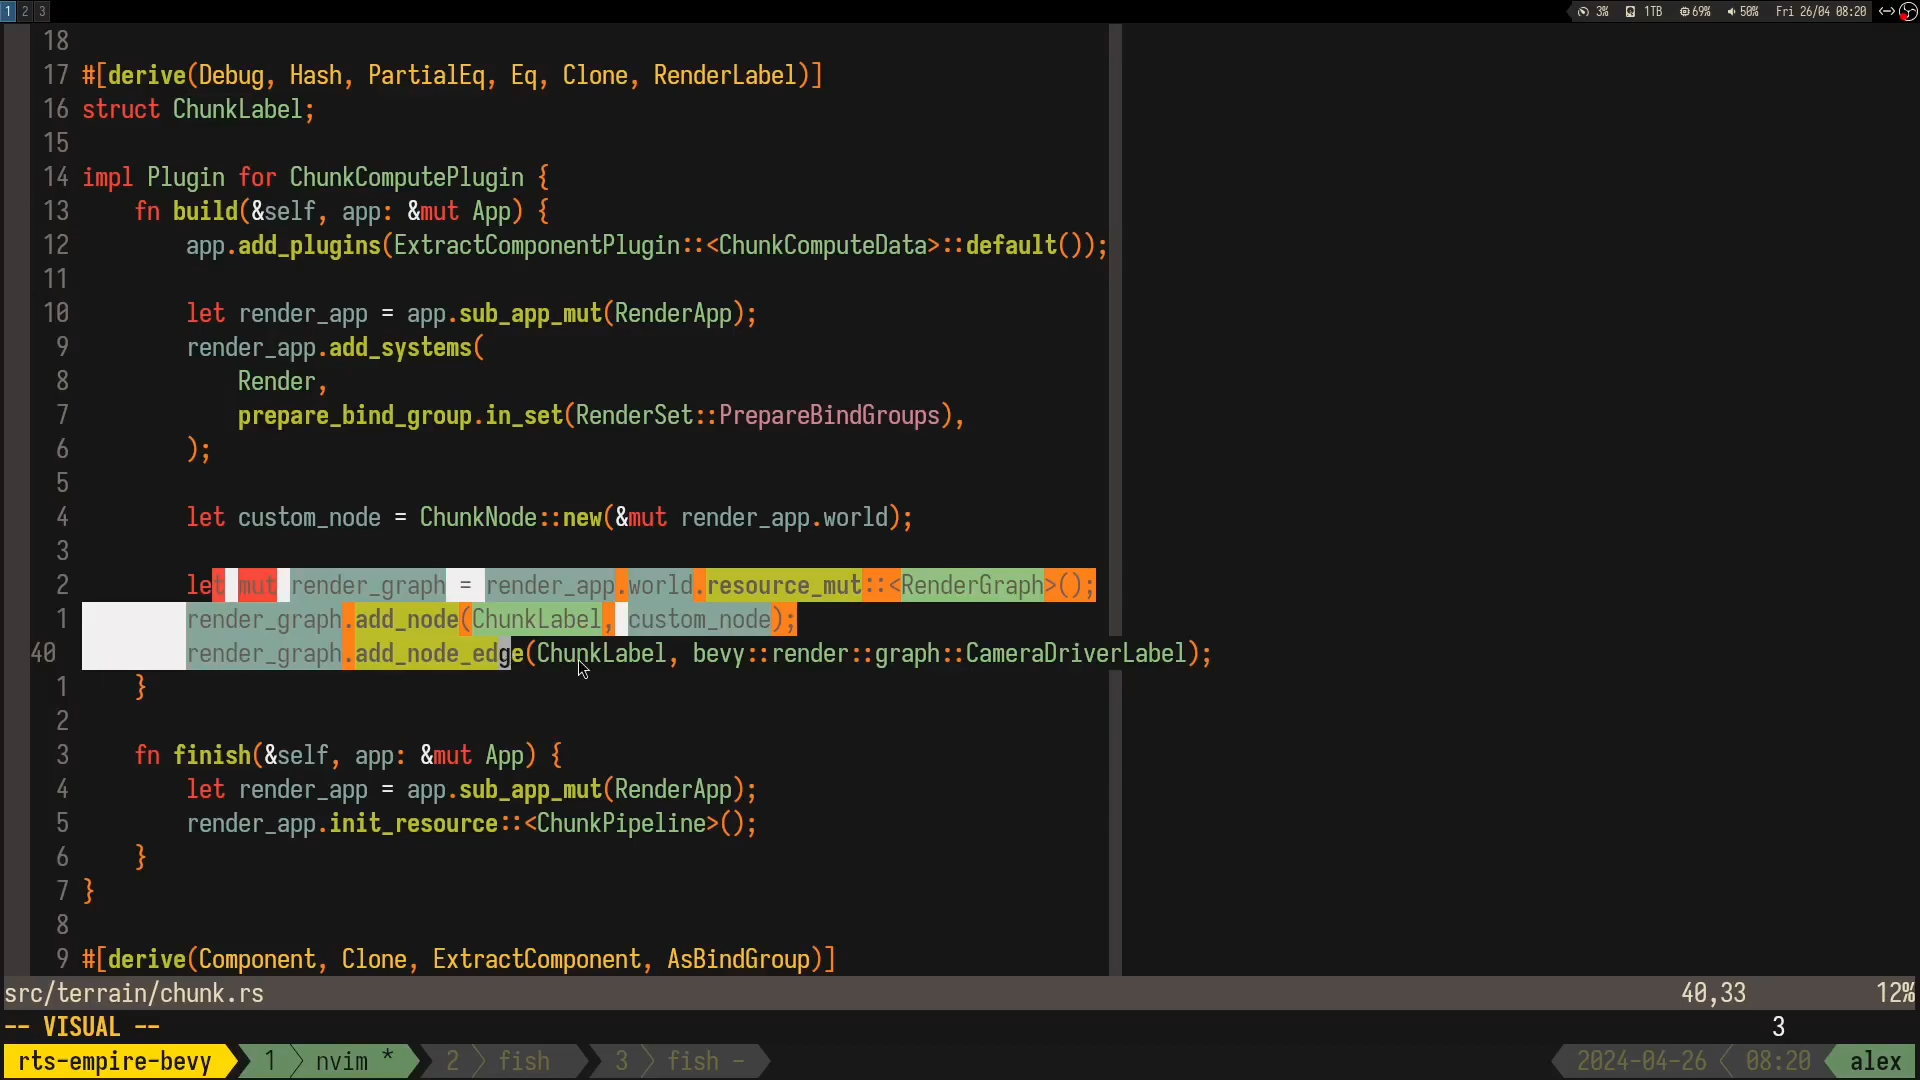 1 2 3 3% 1TB 69% 50% Fri 26/04 08:20
18
17 #[derive(Debug, Hash, PartialEq, Eq, Clone, RenderLabel)]
16 struct ChunkLabel;
15
14 impl Plugin for ChunkComputePlugin {
13     fn build(&self, app: &mut App) {
12         app.add_plugins(ExtractComponentPlugin::<ChunkComputeData>::default());
11
10         let render_app = app.sub_app_mut(RenderApp);
9         render_app.add_systems(
8             Render,
7             prepare_bind_group.in_set(RenderSet::PrepareBindGroups),
6         );
5
4         let custom_node = ChunkNode::new(&mut render_app.world);
3
2         let mut render_graph = render_app.world.resource_mut::<RenderGraph>();
1         render_graph.add_node(ChunkLabel, custom_node);
40         render_graph.add_node_edge(ChunkLabel, bevy::render::graph::CameraDriverLabel);
1     }
2
3     fn finish(&self, app: &mut App) {
4         let render_app = app.sub_app_mut(RenderApp);
5         render_app.init_resource::<ChunkPipeline>();
6     }
7 }
8
9 #[derive(Component, Clone, ExtractComponent, AsBindGroup)]
src/terrain/chunk.rs 40,33 12%
-- VISUAL -- 3
rts-empire-bevy 1 nvim * 2 fish 3 fish - 2024-04-26 08:20 alex